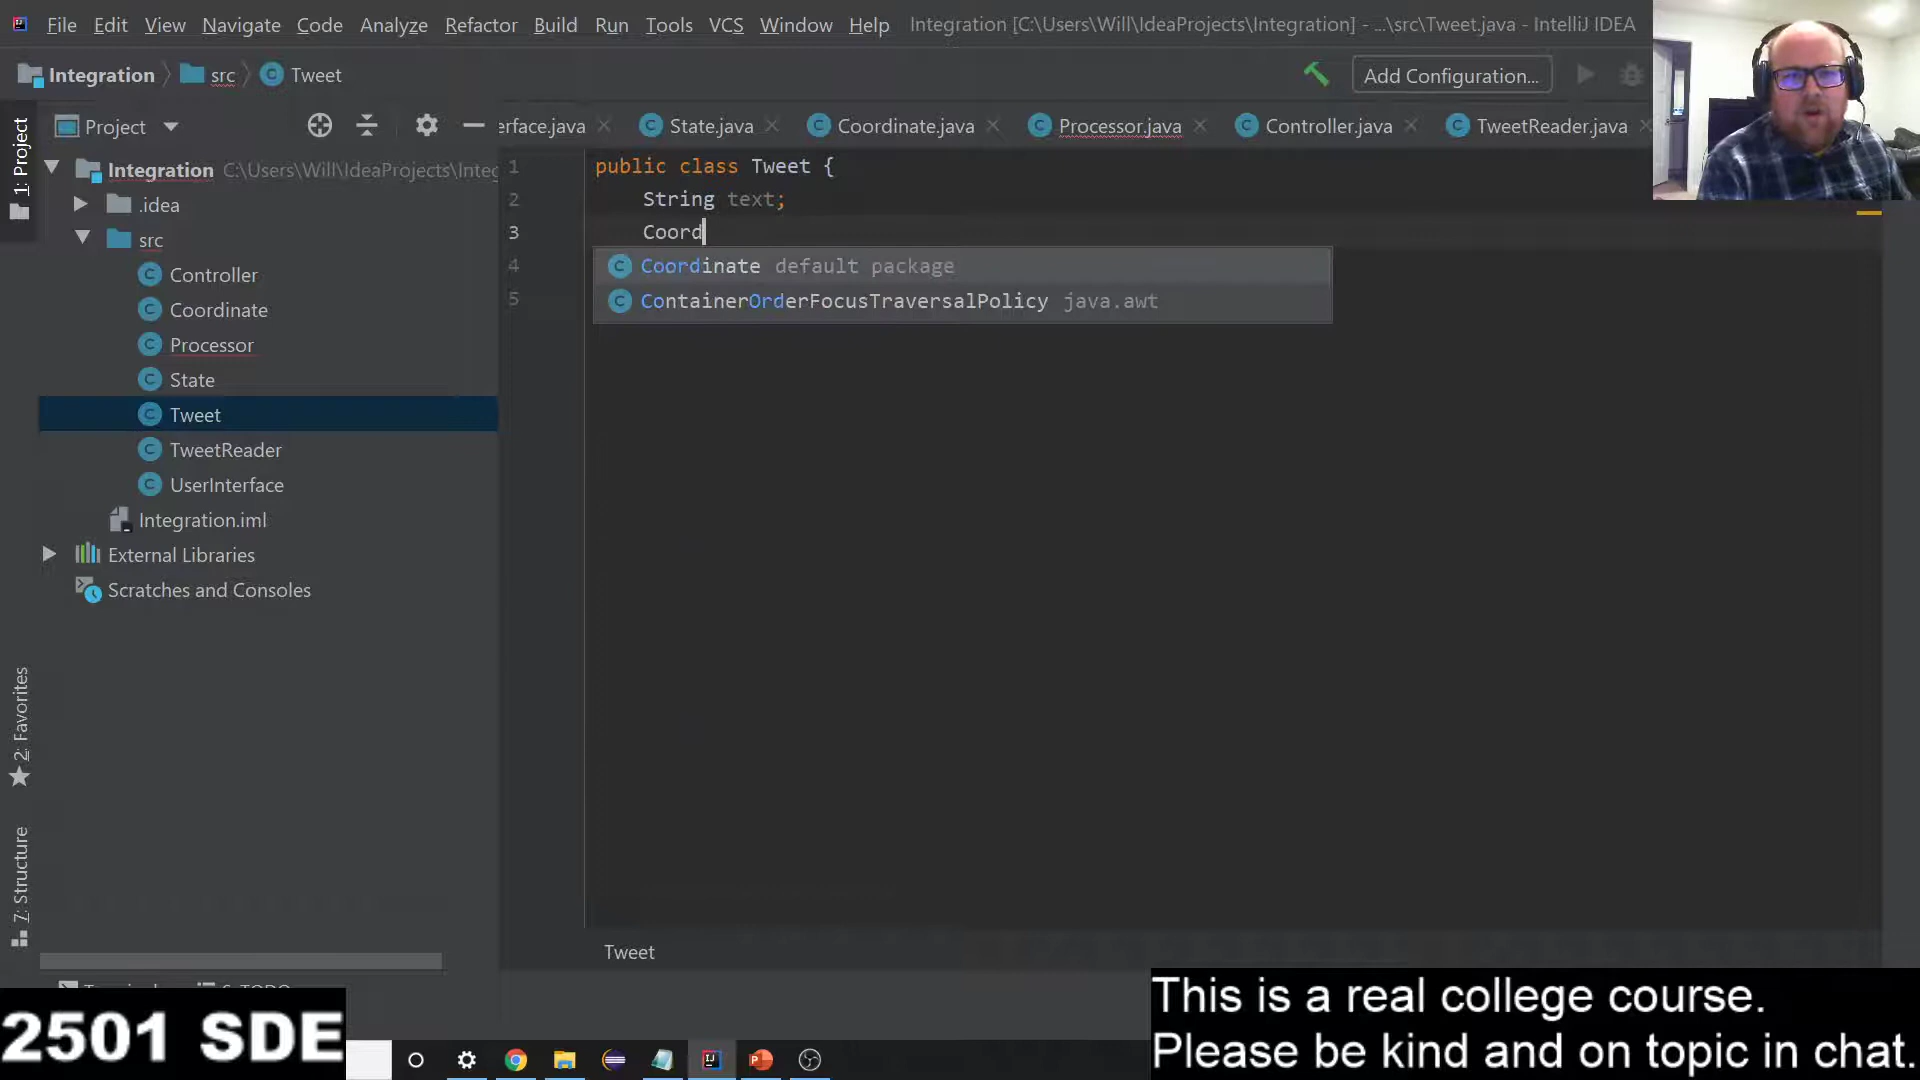 File Edit View Navigate Code Analyze Refactor Build Run Tools VCS Window Help Integration [C:\Users\Will\IdeaProjects\Integration] - ...\src\Tweet.java - IntelliJ IDEA
Integration src Tweet
Add Configuration...
1: Project
Project
erface.java State.java Coordinate.java Processor.java Controller.java TweetReader.java
Integration C:\Users\Will\IdeaProjects\Integ
.idea
src
Controller
Coordinate
Processor
State
Tweet
TweetReader
UserInterface
Integration.iml
External Libraries
Scratches and Consoles
1 public class Tweet {
2 String text;
3 Coord
4
5
Coordinate default package
ContainerOrderFocusTraversalPolicy java.awt
2: Favorites
7: Structure
Tweet
2501 SDE
This is a real college course.
Please be kind and on topic in chat.